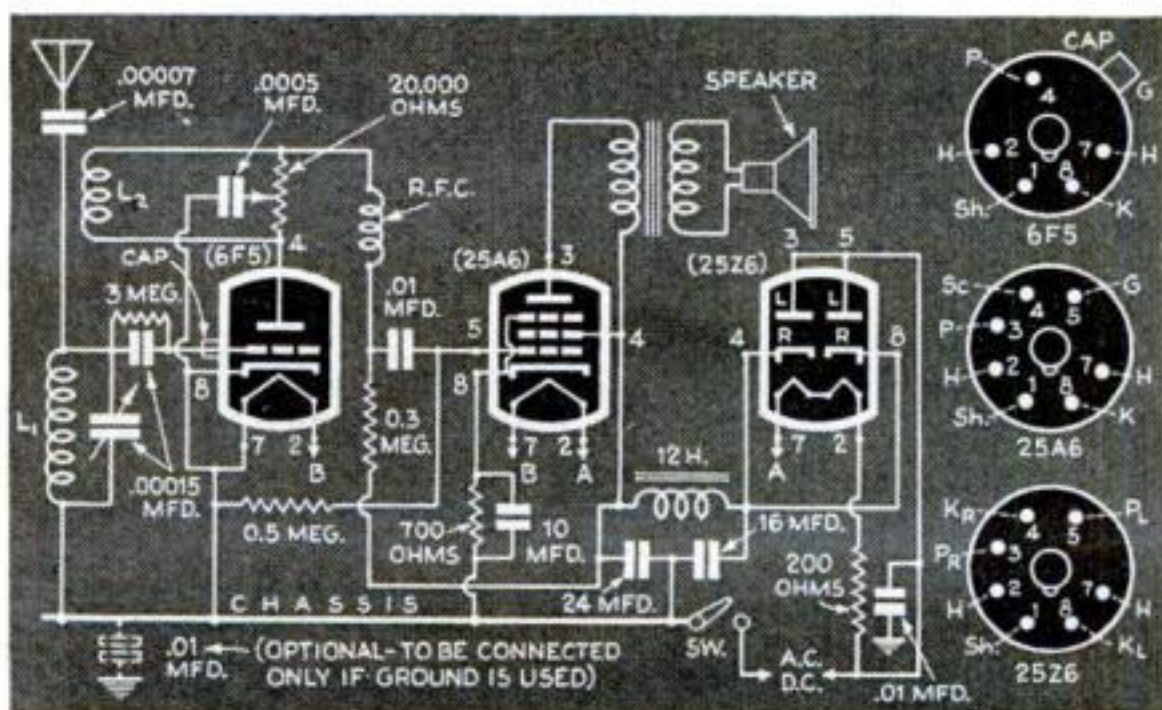 .00007
MFD.
.0005
MFD.
20,000
OHMS
SPEAKER
L2
R.F.C.
4
(6F5)
CAP
3 MEG.
8
7
2
B
L1
.00015
MFD.
0.5 MEG.
.01
MFD.
0.3
MEG.
(25A6)
3
5
8
4
7
2
B
A
700
OHMS
10
MFD.
12 H.
16 MFD.
24 MFD.
(25Z6)
3
5
L
L
4
R
R
8
7
2
A
200
OHMS
CHASSIS
SW.
A.C.
D.C.
.01 MFD.
.01
MFD.
(OPTIONAL-TO BE CONNECTED
ONLY IF GROUND IS USED)
CAP
P
4
G
H
2
7
H
1
8
Sh.
K
6F5
Sc
4
5
G
P
3
H
2
7
H
1
8
Sh.
K
25A6
KR
4
5
PL
PR
3
H
2
7
H
1
8
Sh.
KL
25Z6